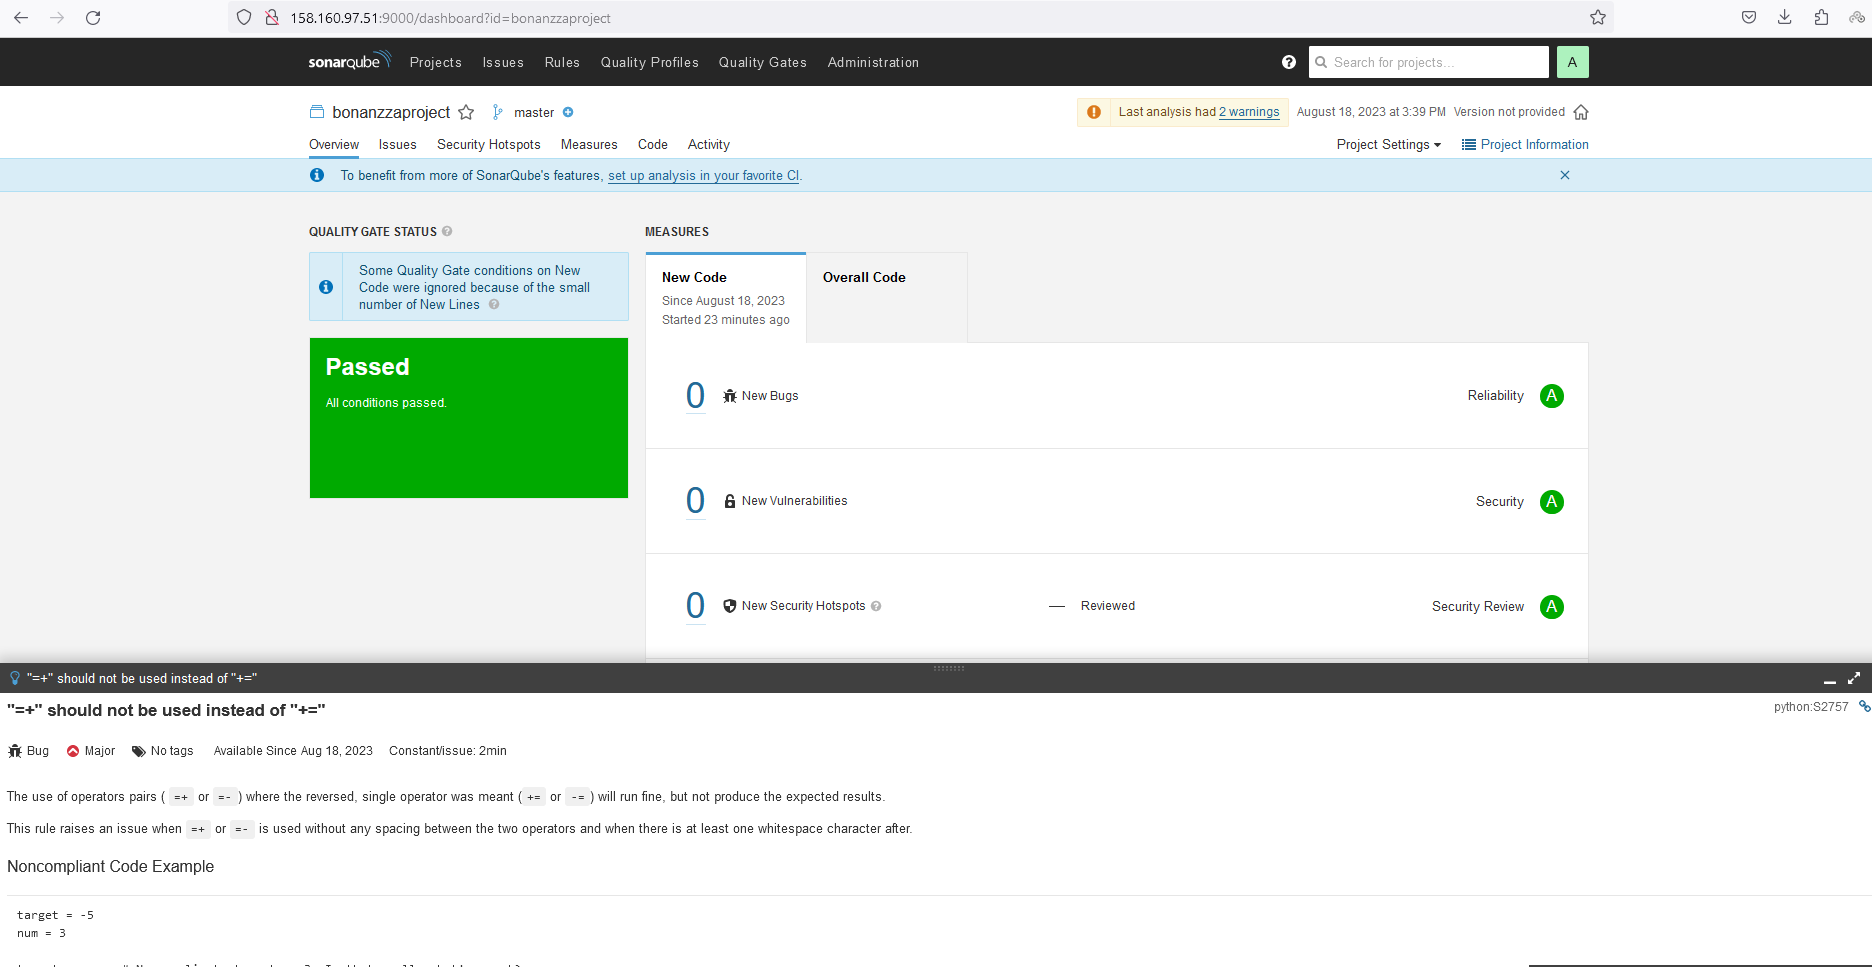 158.160.97.51:9000/dashboard?id=bonanzzaproject
sonarqube Projects Issues Rules Quality Profiles Quality Gates Administration Search for projects... A
bonanzzaproject master Last analysis had 2 warnings August 18, 2023 at 3:39 PM Version not provided
Overview Issues Security Hotspots Measures Code Activity Project Settings Project Information
To benefit from more of SonarQube's features, set up analysis in your favorite CI.
QUALITY GATE STATUS
Some Quality Gate conditions on New
Code were ignored because of the small
number of New Lines
Passed
All conditions passed.
MEASURES
New Code
Since August 18, 2023
Started 23 minutes ago
Overall Code
0 New Bugs Reliability A
0 New Vulnerabilities Security A
0 New Security Hotspots — Reviewed Security Review A
"=+" should not be used instead of "+="
"=+" should not be used instead of "+=" python:S2757
Bug Major No tags Available Since Aug 18, 2023 Constant/issue: 2min
The use of operators pairs ( =+ or =- ) where the reversed, single operator was meant ( += or -= ) will run fine, but not produce the expected results.
This rule raises an issue when =+ or =- is used without any spacing between the two operators and when there is at least one whitespace character after.
Noncompliant Code Example
target = -5
num = 3